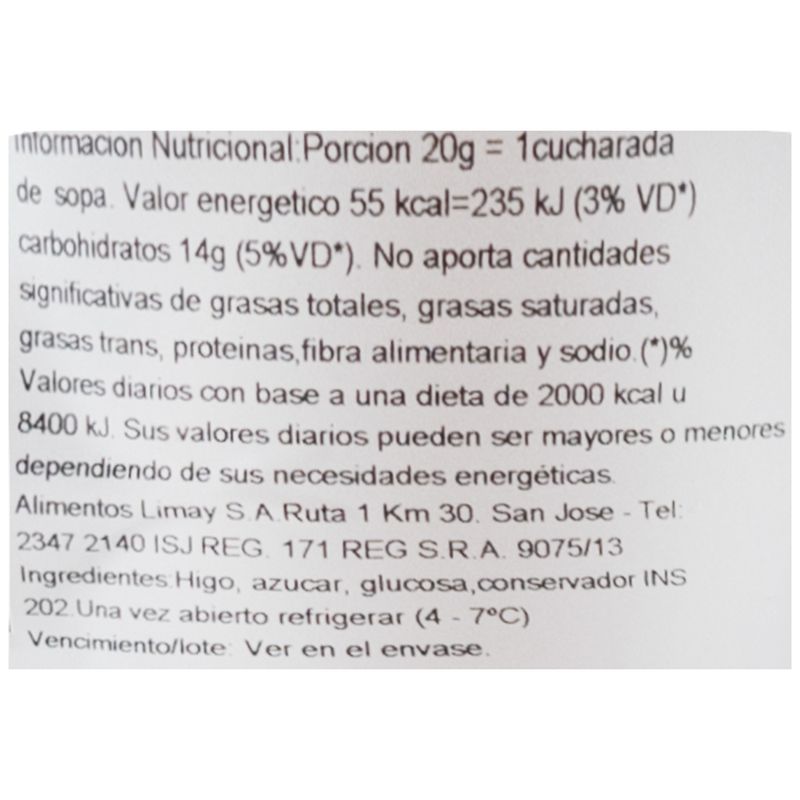 Informacion Nutricional:Porcion 20g = 1cucharada
de sopa. Valor energetico 55 kcal=235 kJ (3% VD*)
carbohidratos 14g (5%VD*). No aporta cantidades
significativas de grasas totales, grasas saturadas,
grasas trans, proteinas,fibra alimentaria y sodio.(*)%
Valores diarios con base a una dieta de 2000 kcal u
8400 kJ. Sus valores diarios pueden ser mayores o menores
dependiendo de sus necesidades energéticas.
Alimentos Limay S.A.Ruta 1 Km 30. San Jose - Tel:
2347 2140 ISJ REG. 171 REG S.R.A. 9075/13
Ingredientes:Higo, azucar, glucosa,conservador INS
202.Una vez abierto refrigerar (4 - 7ºC)
Vencimiento/lote: Ver en el envase.